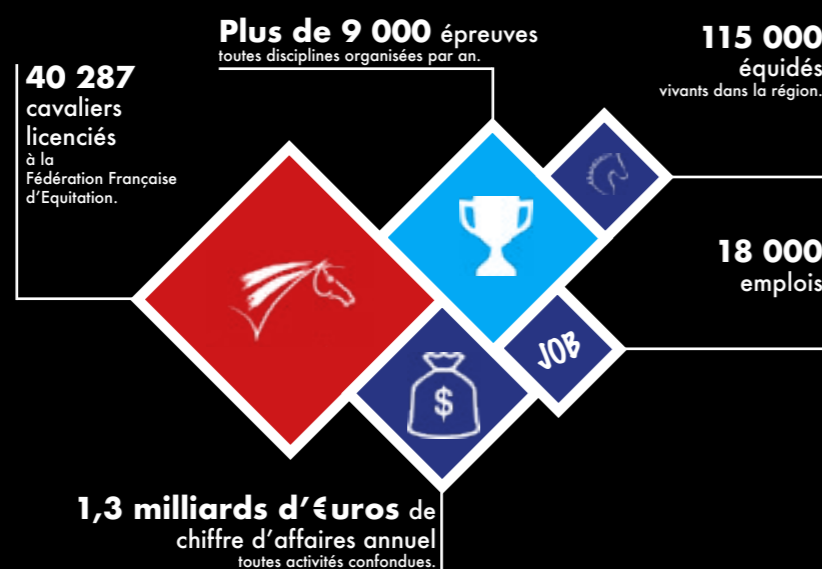 Plus de 9 000 épreuves
toutes disciplines organisées par an.
115 000
équidés
vivants dans la région.
40 287
cavaliers
licenciés
à la
Fédération Française
d'Equitation.
18 000
emplois
JOB
$
1,3 milliards d'€uros de
chiffre d'affaires annuel
toutes activités confondues.